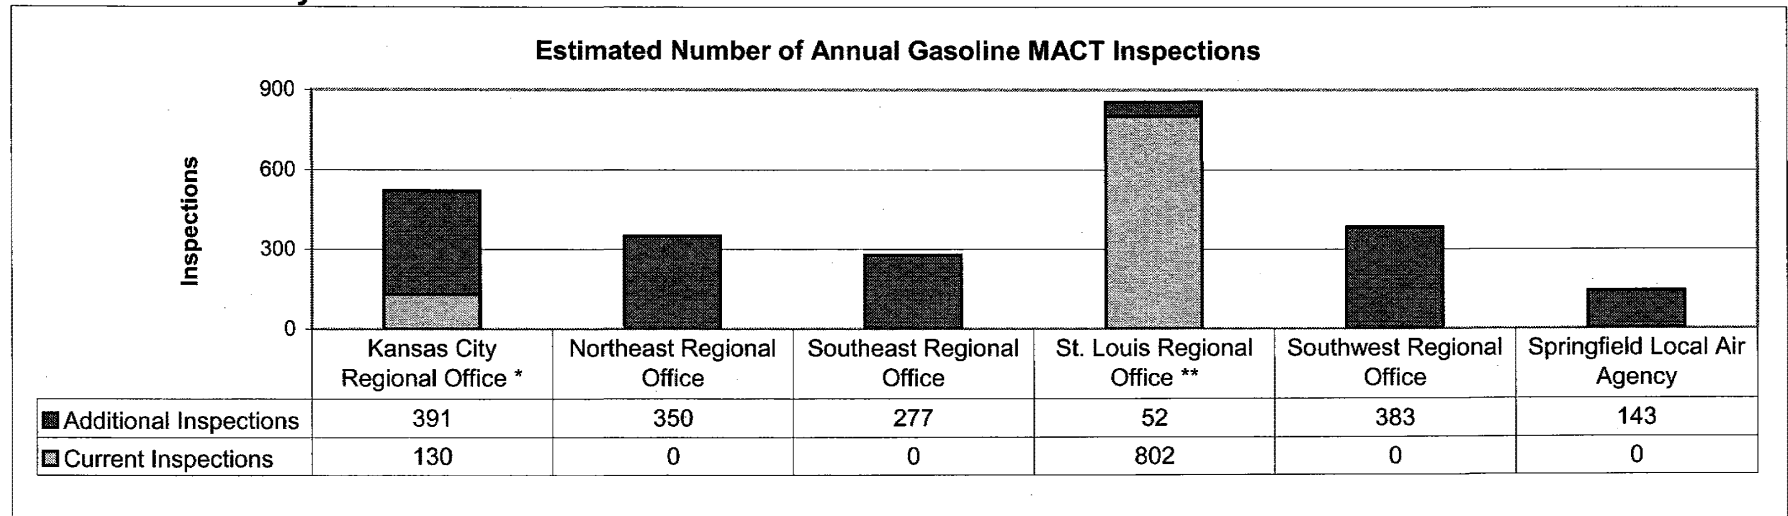 Estimated Number of Annual Gasoline MACT Inspections
900
600
300
0
Inspections
Kansas City Northeast Regional Southeast Regional St. Louis Regional Southwest Regional Springfield Local Air
Regional Office * Office Office Office ** Office Agency
Additional Inspections 391 350 277 52 383 143
Current Inspections 130 0 0 802 0 0